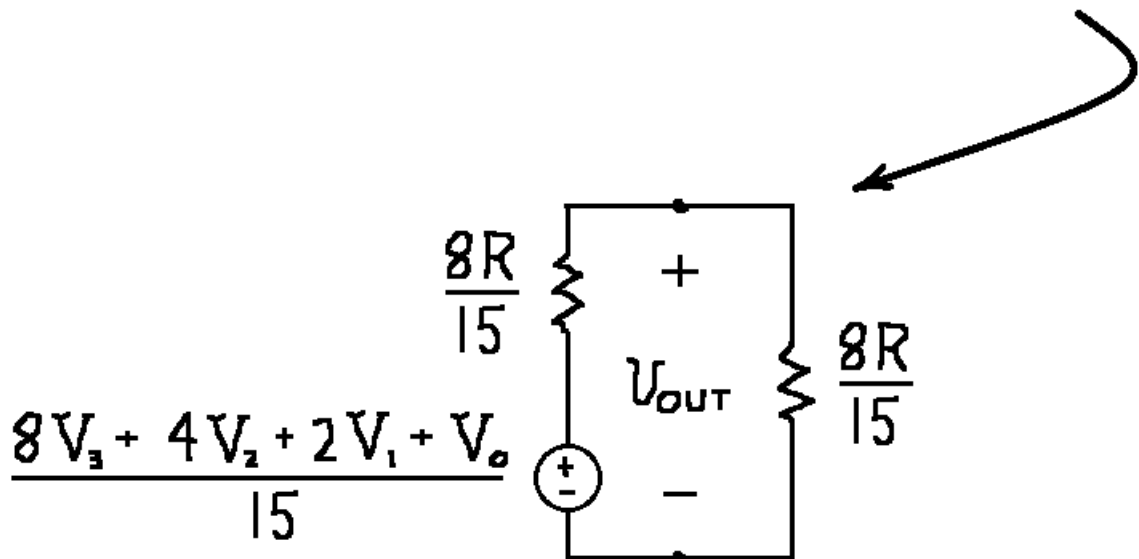 8R
15
+
V_OUT
8R
15
8V₃ + 4V₂ + 2V₁ + V₀
15
+
−
−